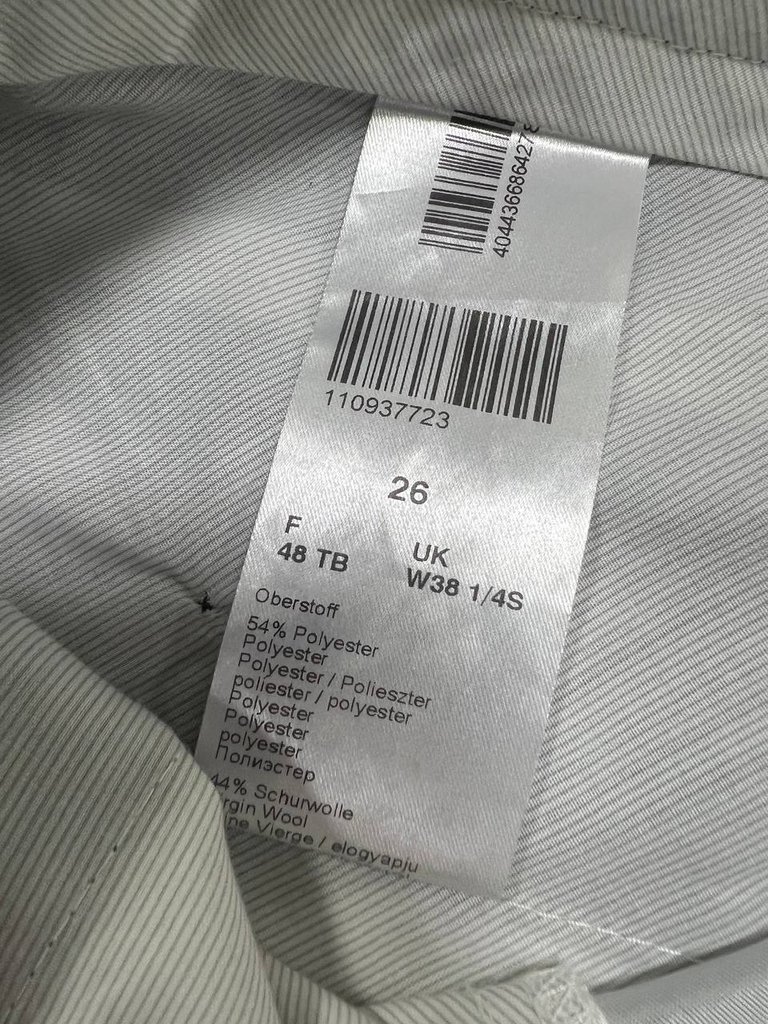 4044366864278
110937723
26
F
48 TB
UK
W38 1/4S
Oberstoff
54% Polyester
Polyester
Polyester / Polieszter
poliester / polyester
Polyester
Polyester
polyester
Полиэстер
44% Schurwolle
rgin Wool
ne Vierge / elogyapju